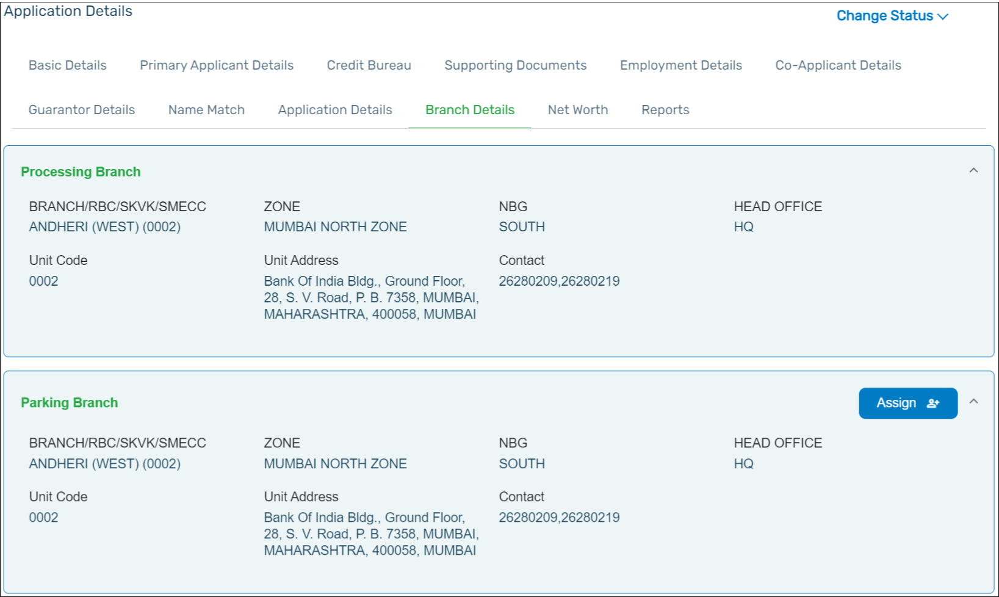 Application Details
Change Status
Basic Details Primary Applicant Details Credit Bureau Supporting Documents Employment Details Co-Applicant Details
Guarantor Details Name Match Application Details Branch Details Net Worth Reports
Processing Branch
BRANCH/RBC/SKVK/SMECC ZONE NBG HEAD OFFICE
ANDHERI (WEST) (0002) MUMBAI NORTH ZONE SOUTH HQ
Unit Code Unit Address Contact
0002 Bank Of India Bldg., Ground Floor, 26280209,26280219
28, S. V. Road, P. B. 7358, MUMBAI,
MAHARASHTRA, 400058, MUMBAI
Parking Branch
Assign
BRANCH/RBC/SKVK/SMECC ZONE NBG HEAD OFFICE
ANDHERI (WEST) (0002) MUMBAI NORTH ZONE SOUTH HQ
Unit Code Unit Address Contact
0002 Bank Of India Bldg., Ground Floor, 26280209,26280219
28, S. V. Road, P. B. 7358, MUMBAI,
MAHARASHTRA, 400058, MUMBAI